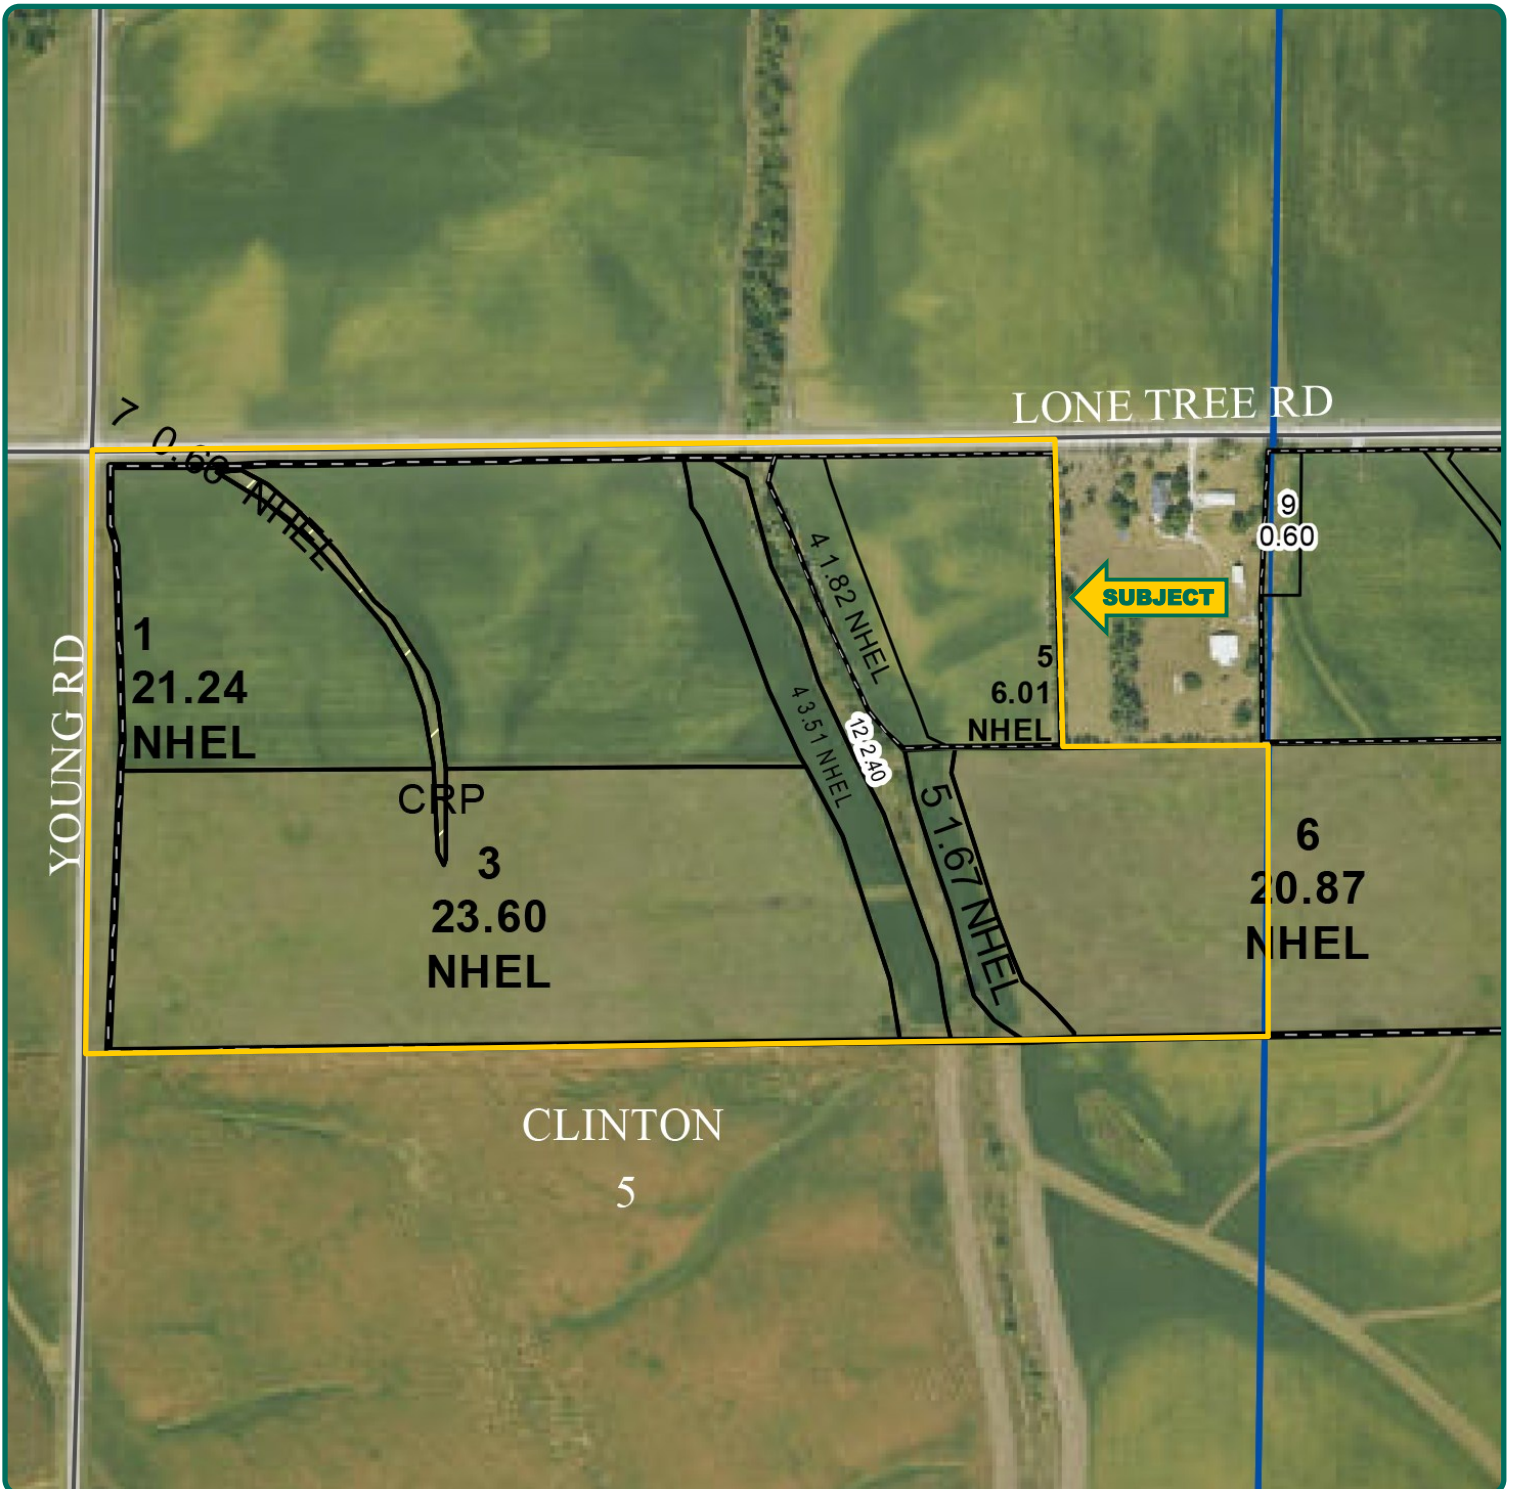 LONE TREE RD
7 0.60 NHEL
9
0.60
4 1.82 NHEL
SUBJECT
1
21.24
NHEL
5
6.01
NHEL
YOUNG RD
4 3.51 NHEL
12 2.40
CRP
5 1.67 NHEL
3
23.60
NHEL
6
20.87
NHEL
CLINTON
5